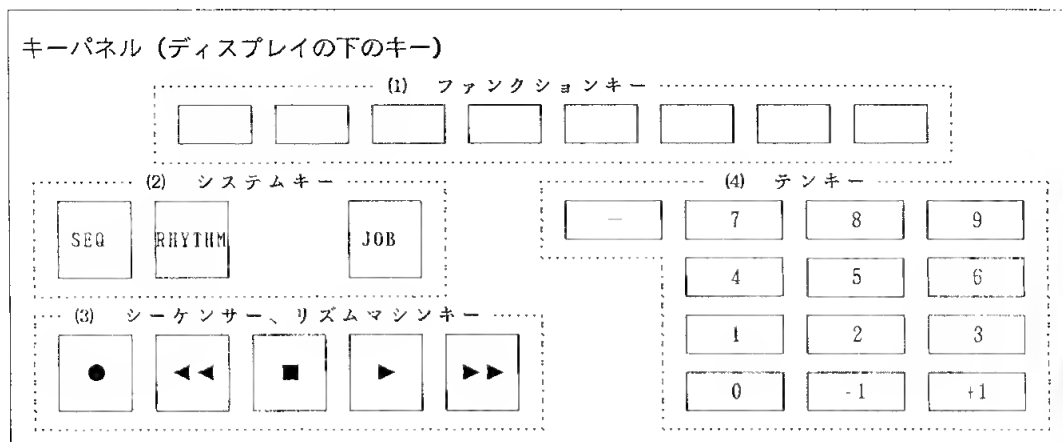 キーパネル (ディスプレイの下のキー)
(1) ファンクションキー
(2) システムキー
SEQ RHYTHM JOB
(3) シーケンサー、リズムマシンキー
● ◀◀ ■ ▶ ▶▶
(4) テンキー
— 7 8 9
4 5 6
1 2 3
0 -1 +1